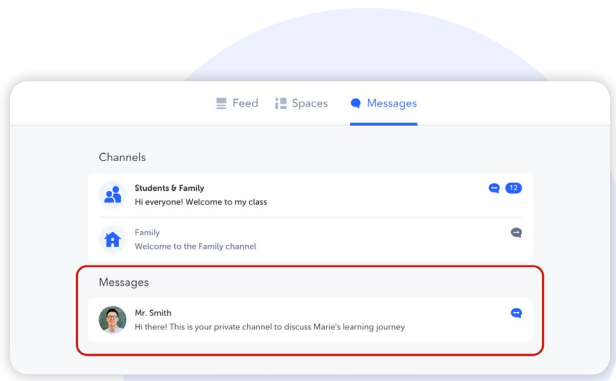 Feed Spaces Messages
Channels
Students & Family
12
Hi everyone! Welcome to my class
Family
Welcome to the Family channel
Messages
Mr. Smith
Hi there! This is your private channel to discuss Marie's learning journey